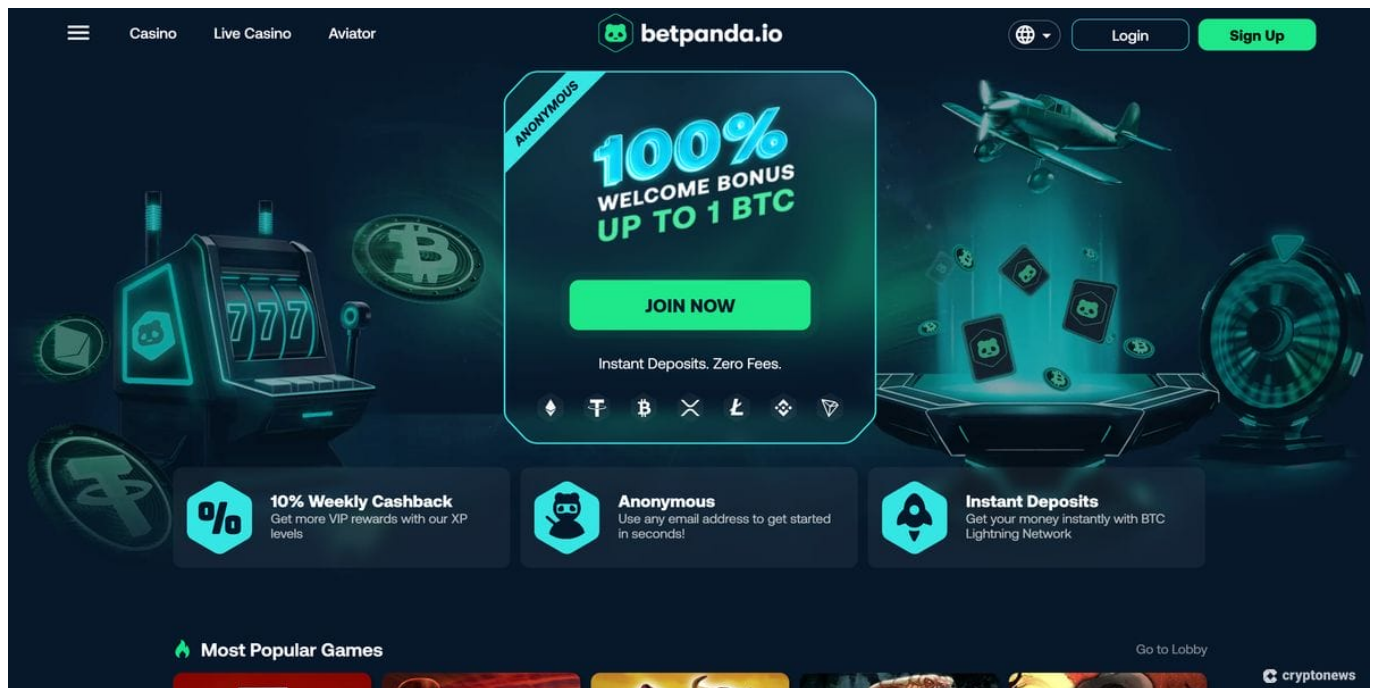 Casino
Live Casino
Aviator
betpanda.io
Login
Sign Up
ANONYMOUS
100%
WELCOME BONUS
UP TO 1 BTC
JOIN NOW
Instant Deposits. Zero Fees.
777
10% Weekly Cashback
Get more VIP rewards with our XP
levels
Anonymous
Use any email address to get started
in seconds!
Instant Deposits
Get your money instantly with BTC
Lightning Network
Most Popular Games
Go to Lobby
cryptonews